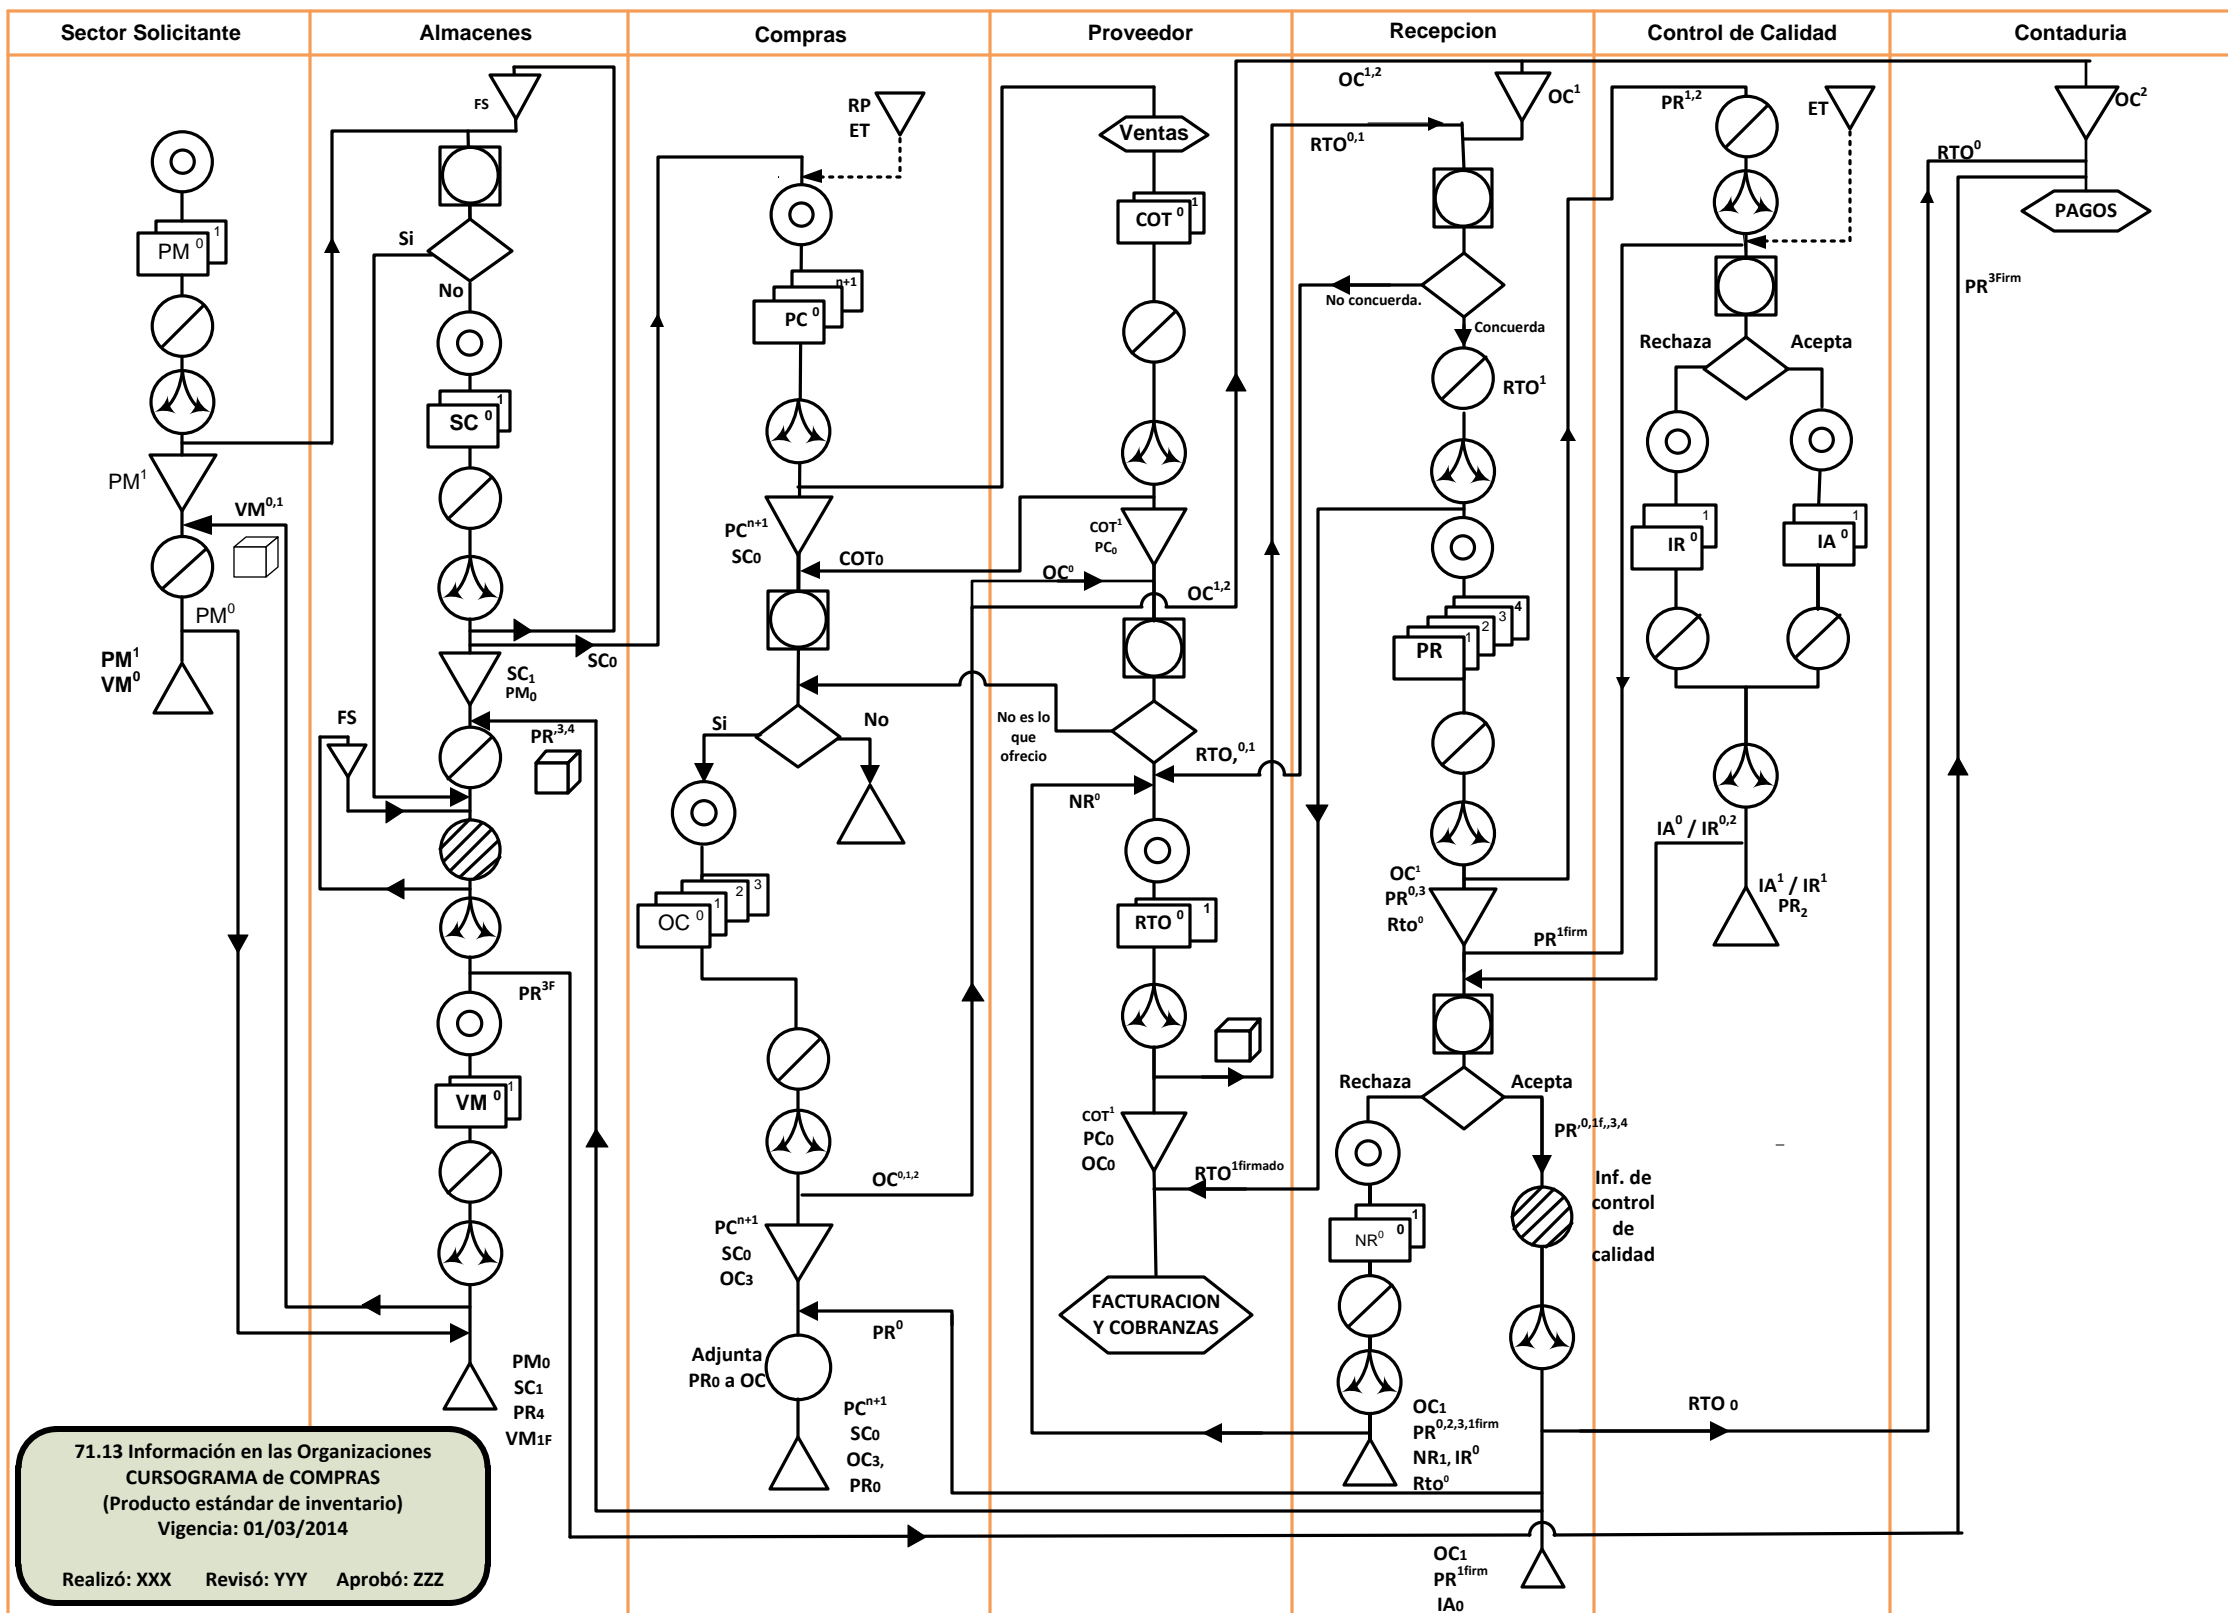 Sector Solicitante
Almacenes
Compras
Proveedor
Recepcion
Control de Calidad
Contaduria
PM 0
1
PM1
VM0,1
PM0
PM1
VM0
FS
Si
No
SC 0
1
SC0
SC1
PM0
FS
PR,3,4
PR3F
VM 0
1
PM0
SC1
PR4
VM1F
RP
ET
PC 0
n+1
PCn+1
SC0
COT0
Si
No
OC 0
1
2
3
OC0,1,2
PCn+1
SC0
OC3
PR0
Adjunta
PR0 a OC
PCn+1
SC0
OC3,
PR0
Ventas
COT 0
1
COT1
PC0
OC0
OC1,2
No es lo
que
ofrecio
RTO,0,1
NR0
RTO 0
1
COT1
PC0
OC0
RTO1firmado
FACTURACION
Y COBRANZAS
OC1,2
OC1
RTO0,1
No concuerda.
Concuerda
RTO1
PR
1
2
3
4
OC1
PR0,3
Rto0
PR1firm
Rechaza
Acepta
PR,0,1f,,3,4
Inf. de
control
de
calidad
NR0 0
1
OC1
PR0,2,3,1firm
NR1, IR0
Rto0
OC1
PR1firm
IA0
PR1,2
ET
Rechaza
Acepta
IR 0
1
IA 0
1
IA0 / IR0,2
IA1 / IR1
PR2
RTO 0
OC2
RTO0
PAGOS
PR3Firm
71.13 Información en las Organizaciones
CURSOGRAMA de COMPRAS
(Producto estándar de inventario)
Vigencia: 01/03/2014
Realizó: XXX Revisó: YYY Aprobó: ZZZ